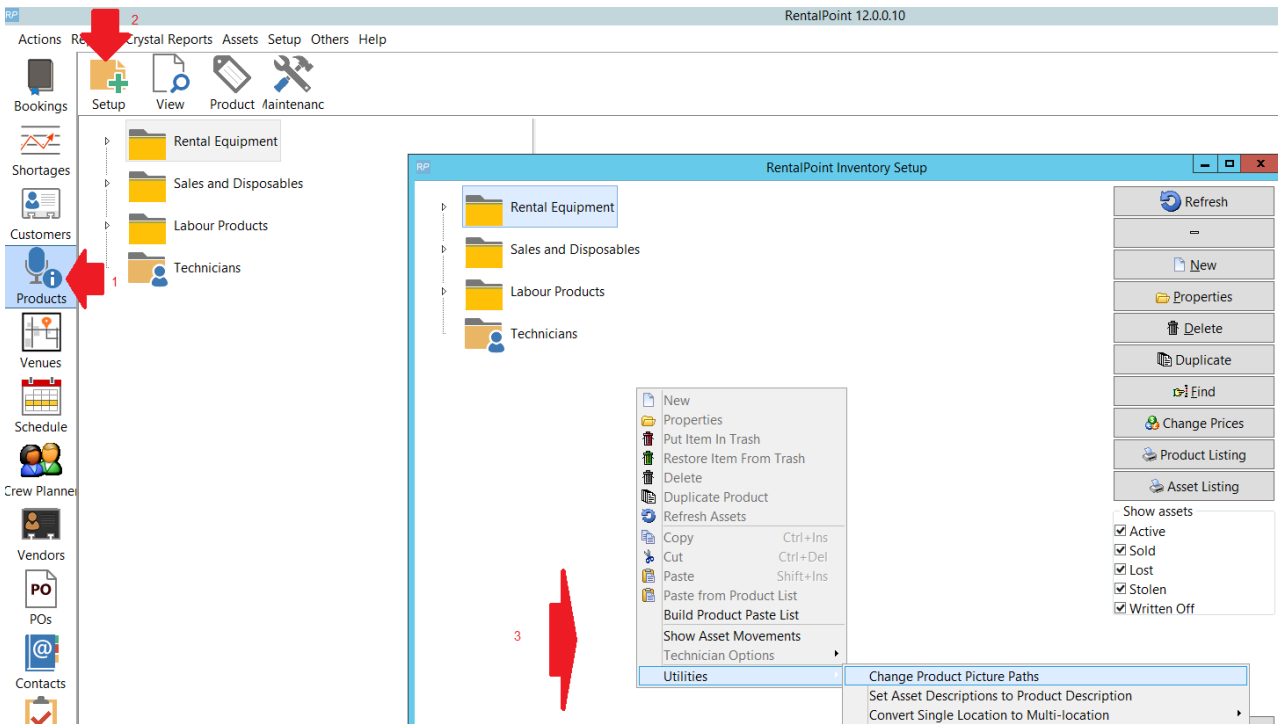 RP RentalPoint 12.0.0.10
2
Actions Crystal Reports Assets Setup Others Help
Bookings
Setup View Product Maintenanc
Shortages
Customers
Products
1
Venues
Schedule
Crew Planner
Vendors
PO
POs
@
Contacts
Rental Equipment
Sales and Disposables
Labour Products
Technicians
RP RentalPoint Inventory Setup
Rental Equipment
Sales and Disposables
Labour Products
Technicians
Refresh
New
Properties
Delete
Duplicate
Find
Change Prices
Product Listing
Asset Listing
Show assets
Active
Sold
Lost
Stolen
Written Off
New
Properties
Put Item In Trash
Restore Item From Trash
Delete
Duplicate Product
Refresh Assets
Copy Ctrl+Ins
Cut Ctrl+Del
Paste Shift+Ins
Paste from Product List
Build Product Paste List
3
Show Asset Movements
Technician Options
Utilities
Change Product Picture Paths
Set Asset Descriptions to Product Description
Convert Single Location to Multi-location